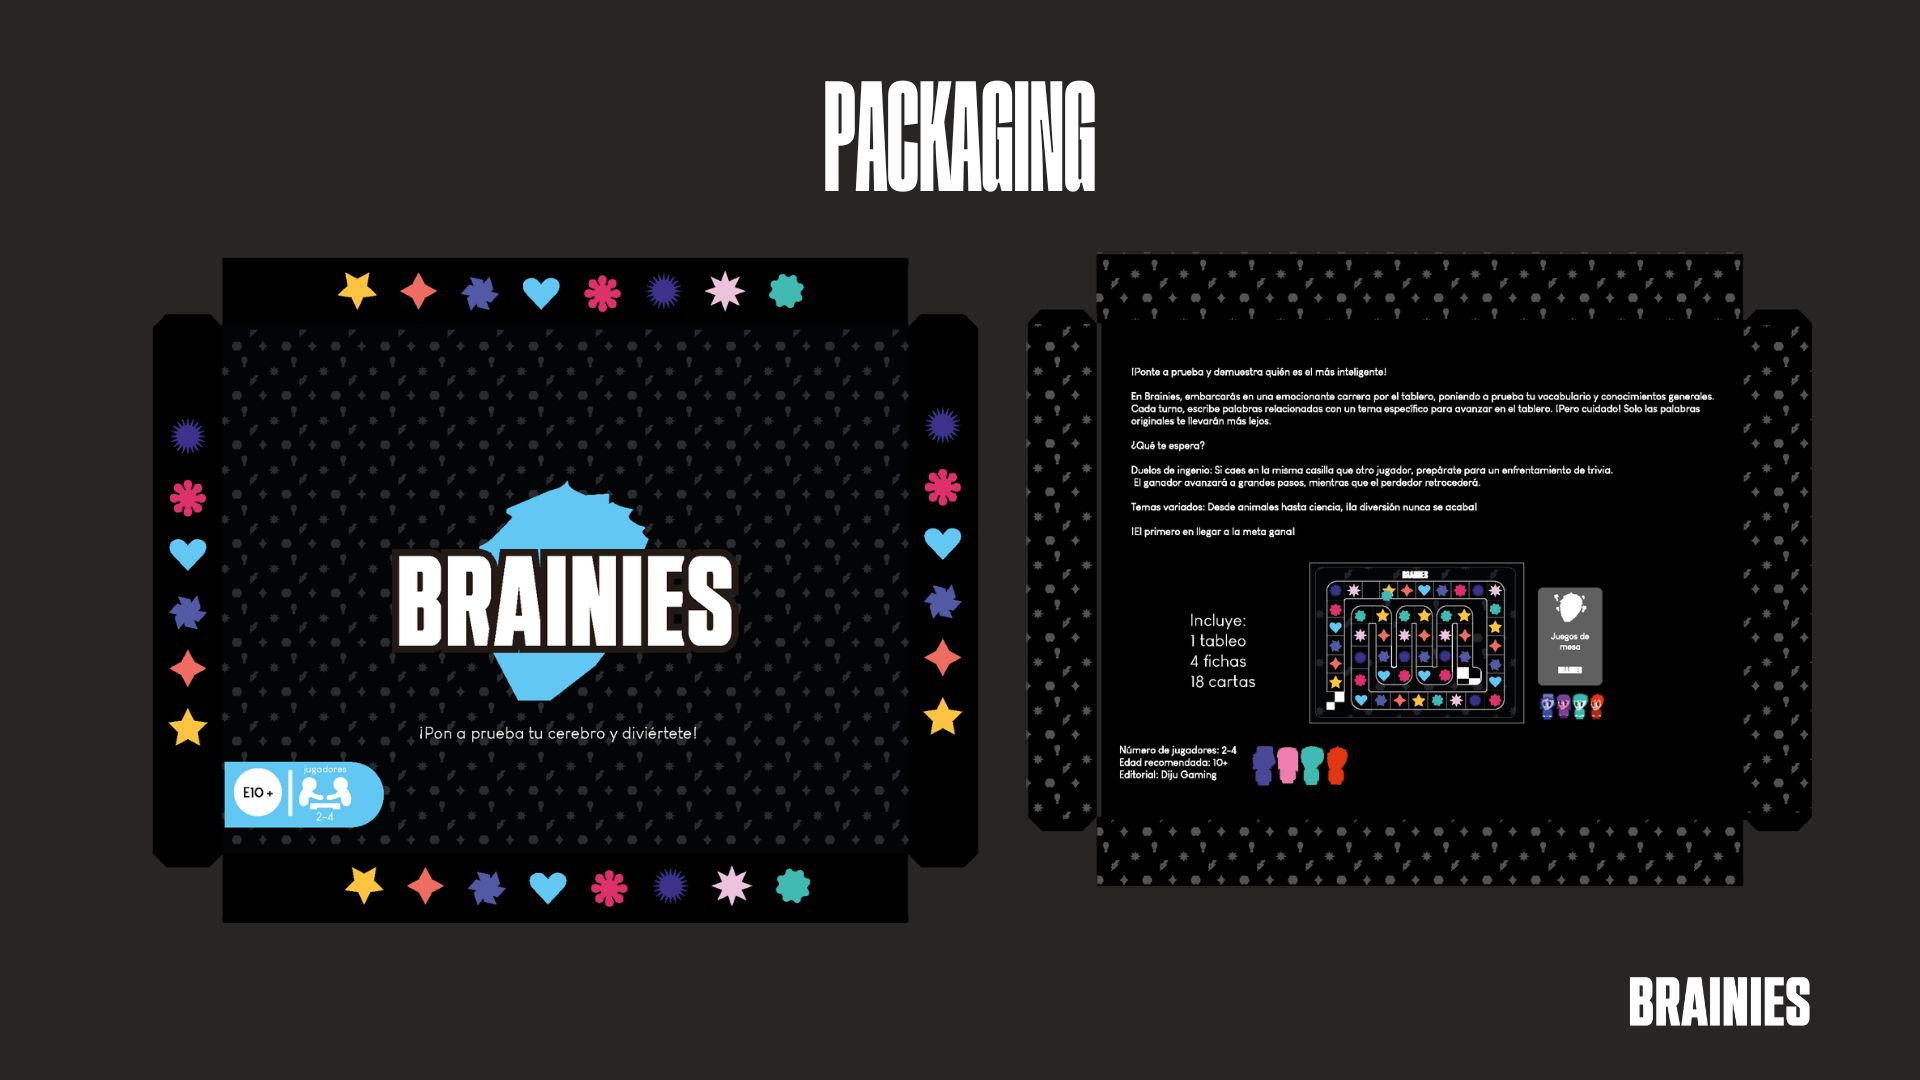 PACKAGING
BRAINIES
¡Pon a prueba tu cerebro y diviértete!
E10 +
jugadores
2-4
¡Ponte a prueba y demuestra quién es el más inteligente!
En Brainies, embarcarás en una emocionante carrera por el tablero, poniendo a prueba tu vocabulario y conocimientos generales.
Cada turno, escribe palabras relacionadas con un tema específico para avanzar en el tablero. ¡Pero cuidado! Solo las palabras
originales te llevarán más lejos.
¿Qué te espera?
Duelos de ingenio: Si caes en la misma casilla que otro jugador, prepárate para un enfrentamiento de trivia.
El ganador avanzará a grandes pasos, mientras que el perdedor retrocederá.
Temas variados: Desde animales hasta ciencia, ¡la diversión nunca se acaba!
¡El primero en llegar a la meta gana!
Incluye:
1 tableo
4 fichas
18 cartas
BRAINIES
Juegos de
mesa
BRAINIES
Número de jugadores: 2-4
Edad recomendada: 10+
Editorial: Diju Gaming
BRAINIES